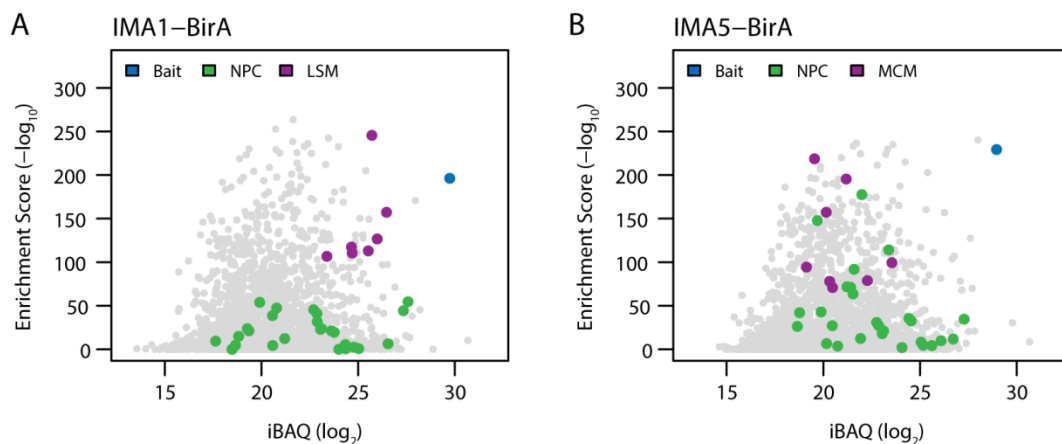 A
IMA1–BirA
Bait NPC LSM
Enrichment Score (–log10)
300
250
200
150
100
50
0
15 20 25 30
iBAQ (log2)
B
IMA5–BirA
Bait NPC MCM
Enrichment Score (–log10)
300
250
200
150
100
50
0
15 20 25 30
iBAQ (log2)